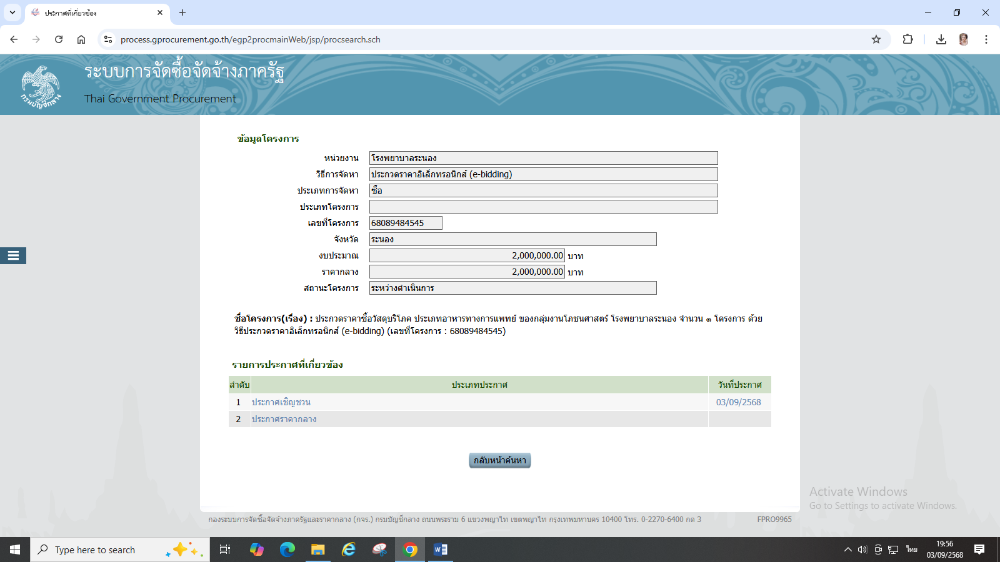 ประกาศที่เกี่ยวข้อง
process.gprocurement.go.th/egp2procmainWeb/jsp/procsearch.sch
ระบบการจัดซื้อจัดจ้างภาครัฐ
Thai Government Procurement
กรมบัญชีกลาง
ข้อมูลโครงการ
หน่วยงาน โรงพยาบาลระนอง
วิธีการจัดหา ประกวดราคาอิเล็กทรอนิกส์ (e-bidding)
ประเภทการจัดหา ซื้อ
ประเภทโครงการ
เลขที่โครงการ 68089484545
จังหวัด ระนอง
งบประมาณ 2,000,000.00 บาท
ราคากลาง 2,000,000.00 บาท
สถานะโครงการ ระหว่างดำเนินการ
ชื่อโครงการ(เรื่อง) : ประกวดราคาซื้อวัสดุบริโภค ประเภทอาหารทางการแพทย์ ของกลุ่มงานโภชนศาสตร์ โรงพยาบาลระนอง จำนวน ๑ โครงการ ด้วย
วิธีประกวดราคาอิเล็กทรอนิกส์ (e-bidding) (เลขที่โครงการ : 68089484545)
รายการประกาศที่เกี่ยวข้อง
ลำดับ ประเภทประกาศ วันที่ประกาศ
1 ประกาศเชิญชวน 03/09/2568
2 ประกาศราคากลาง
กลับหน้าค้นหา
Activate Windows
Go to Settings to activate Windows.
กองระบบการจัดซื้อจัดจ้างภาครัฐและราคากลาง (กจร.) กรมบัญชีกลาง ถนนพระราม 6 แขวงพญาไท เขตพญาไท กรุงเทพมหานคร 10400 โทร. 0-2270-6400 กด 3 FPRO9965
Type here to search
ไทย
19:56
03/09/2568